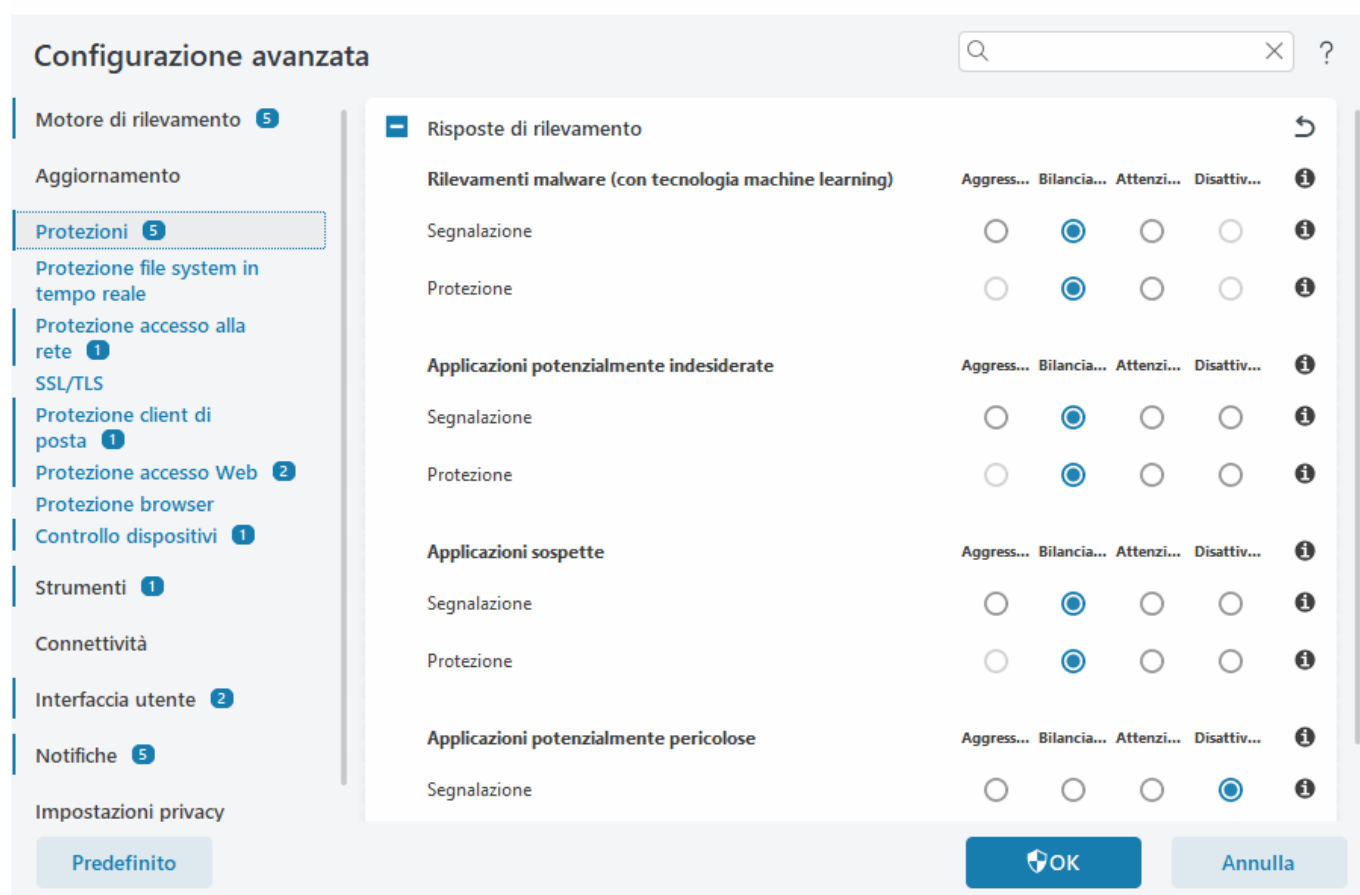 Configurazione avanzata
?
Motore di rilevamento 5
Aggiornamento
Protezioni 5
Protezione file system in
tempo reale
Protezione accesso alla
rete 1
SSL/TLS
Protezione client di
posta 1
Protezione accesso Web 2
Protezione browser
Controllo dispositivi 1
Strumenti 1
Connettività
Interfaccia utente 2
Notifiche 5
Impostazioni privacy
Risposte di rilevamento
Rilevamenti malware (con tecnologia machine learning) Aggress... Bilancia... Attenzi... Disattiv...
Segnalazione
Protezione
Applicazioni potenzialmente indesiderate Aggress... Bilancia... Attenzi... Disattiv...
Segnalazione
Protezione
Applicazioni sospette Aggress... Bilancia... Attenzi... Disattiv...
Segnalazione
Protezione
Applicazioni potenzialmente pericolose Aggress... Bilancia... Attenzi... Disattiv...
Segnalazione
Predefinito OK Annulla